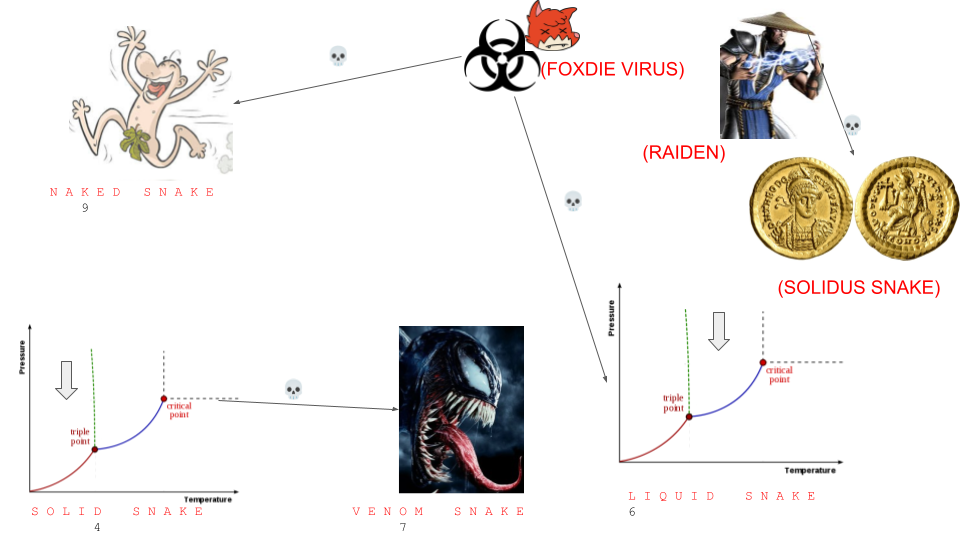 (FOXDIE VIRUS)
(RAIDEN)
NAKED SNAKE
9
(SOLIDUS SNAKE)
Pressure
triple
point
critical
point
Temperature
SOLID SNAKE
4
VENOM SNAKE
7
Pressure
triple
point
critical
point
Temperature
LIQUID SNAKE
6